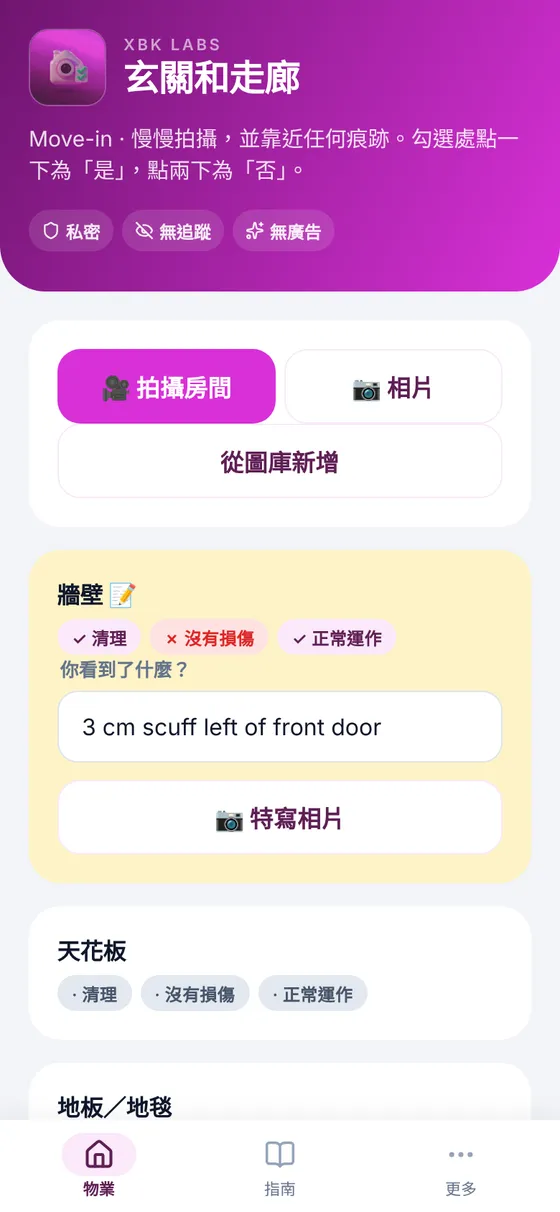 XBK LABS
玄關和走廊
Move-in · 慢慢拍攝，並靠近任何痕跡。勾選處點一
下為「是」，點兩下為「否」。
私密
無追蹤
無廣告
🎥 拍攝房間
📷 相片
從圖庫新增
牆壁 📝
✓ 清理
× 沒有損傷
✓ 正常運作
你看到了什麼？
3 cm scuff left of front door
📷 特寫相片
天花板
· 清理
· 沒有損傷
· 正常運作
地板／地毯
物業
指南
更多